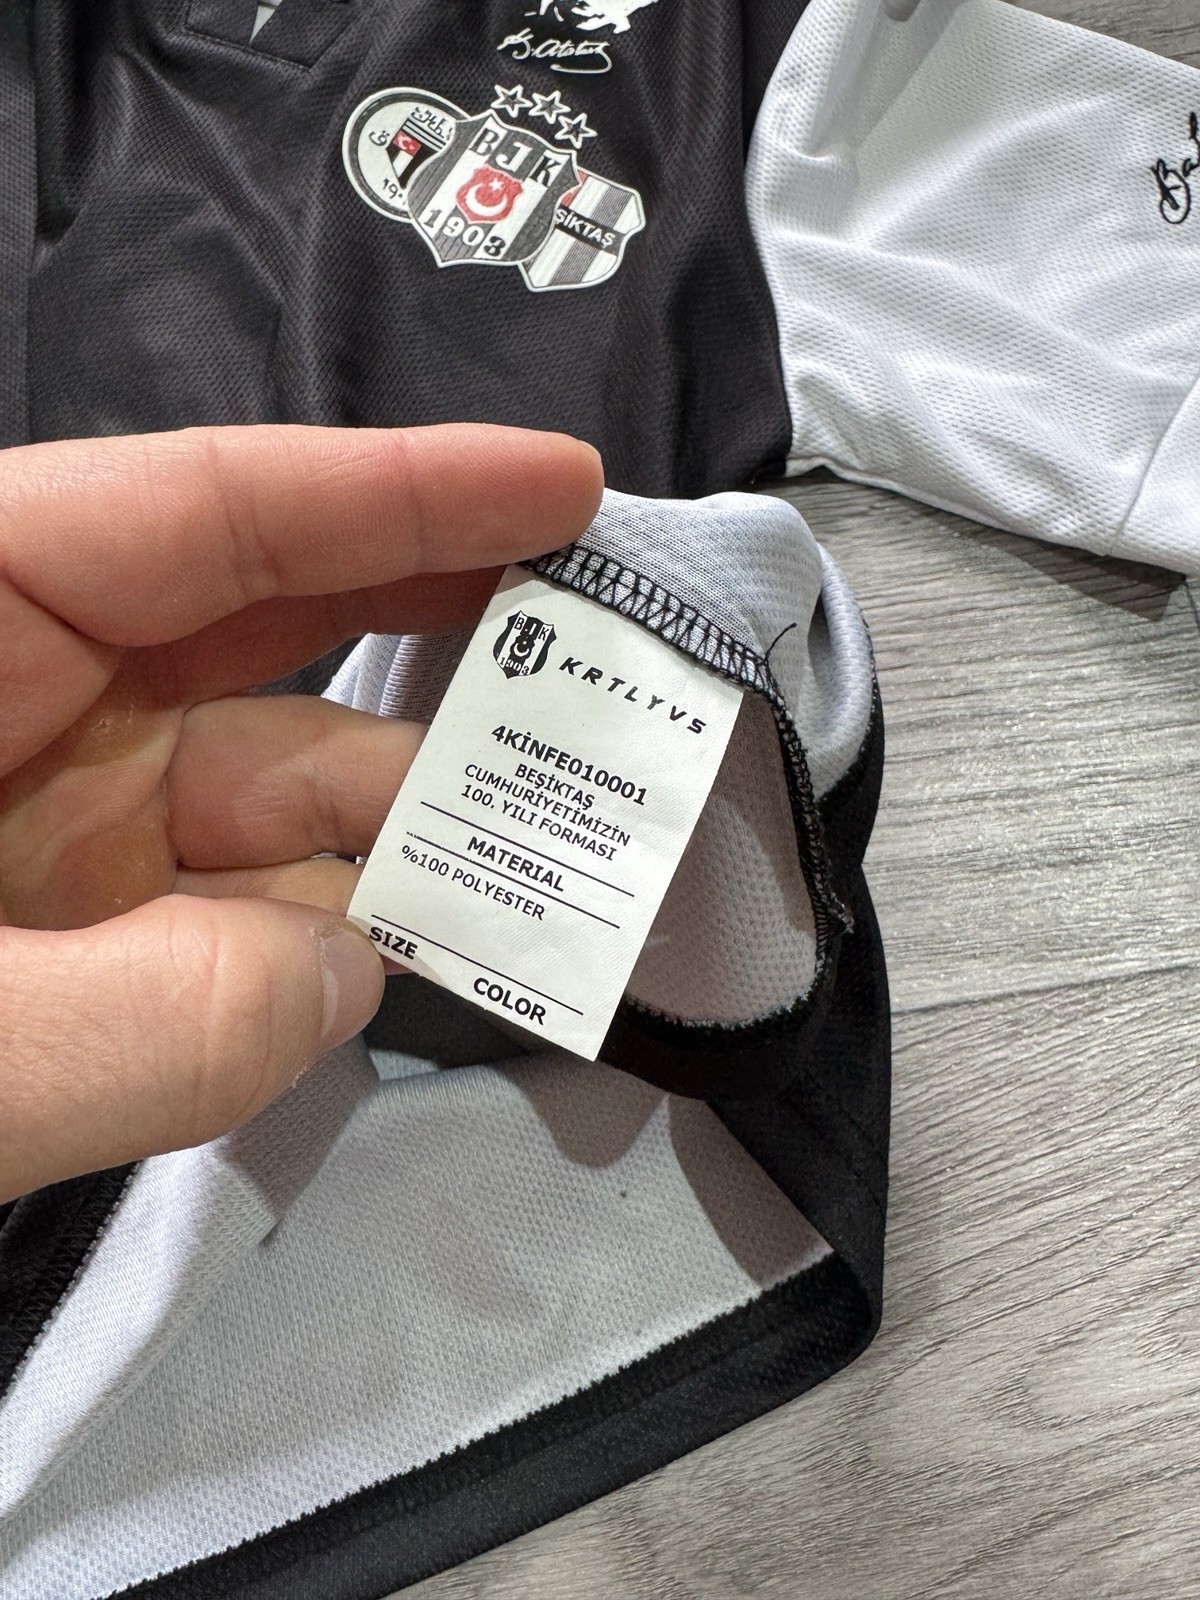 K. Atatürk
BJK
1903
BEŞİKTAŞ
BJK
1903
KRTLYVS
4KİNFE010001
BEŞİKTAŞ
CUMHURİYETİMİZİN
100. YILI FORMASI
MATERIAL
%100 POLYESTER
SIZE
COLOR